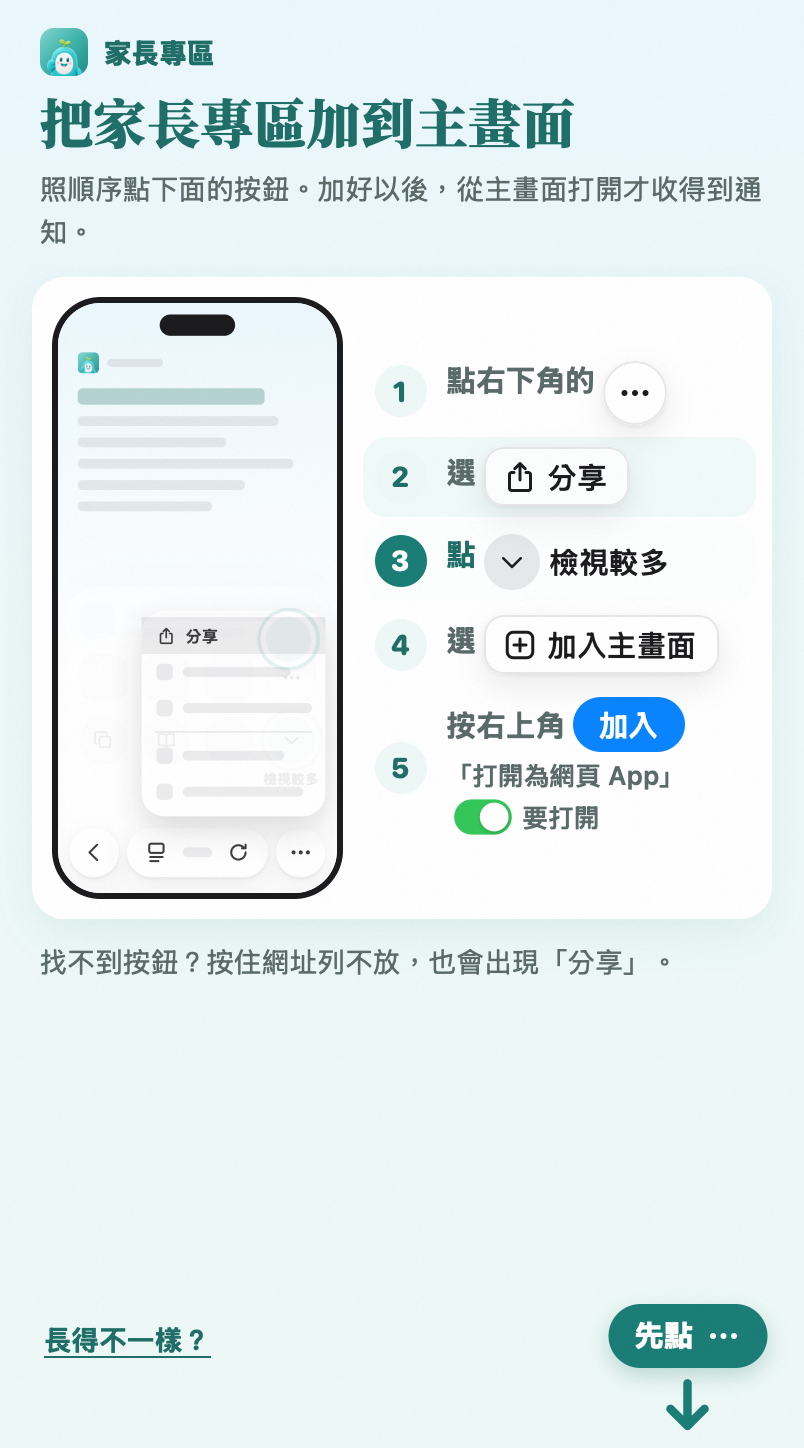 家長專區
把家長專區加到主畫面
照順序點下面的按鈕。加好以後，從主畫面打開才收得到通
知。
分享
檢視較多
1 點右下角的 ···
2 選 分享
3 點 檢視較多
4 選 加入主畫面
5 按右上角 加入
「打開為網頁 App」
要打開
找不到按鈕？按住網址列不放，也會出現「分享」。
長得不一樣？
先點 ···